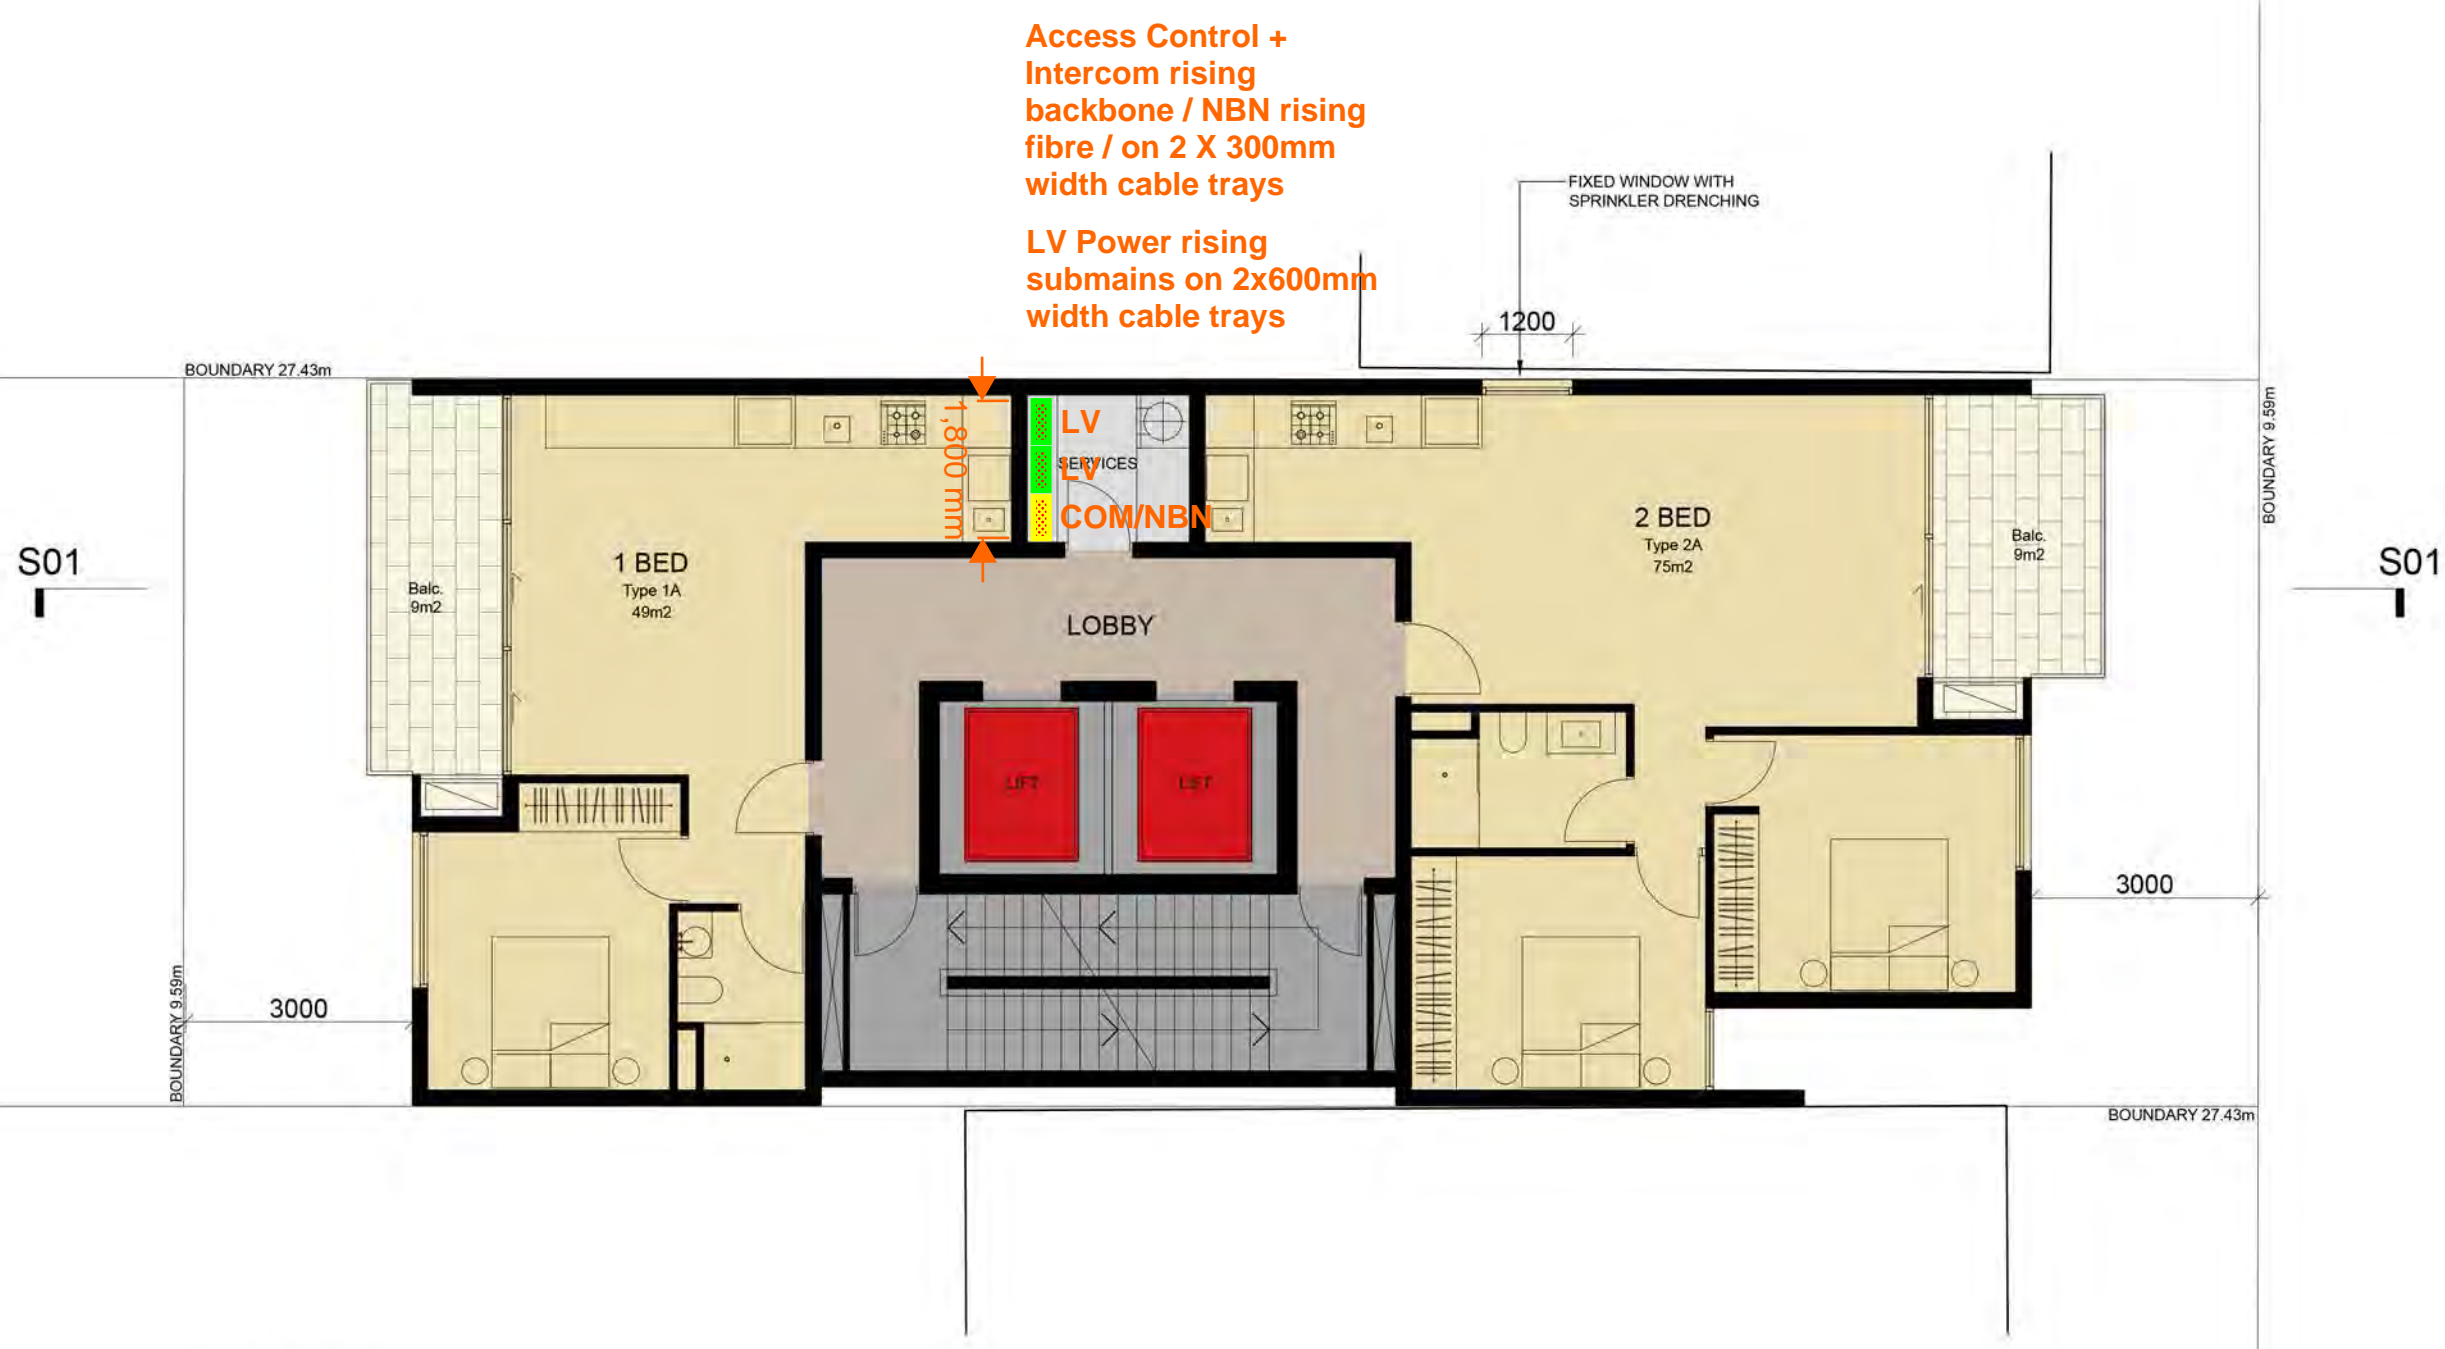 Access Control +
Intercom rising
backbone / NBN rising
fibre / on 2 X 300mm
width cable trays
LV Power rising
submains on 2x600mm
width cable trays
FIXED WINDOW WITH
SPRINKLER DRENCHING
1200
BOUNDARY 27.43m
BOUNDARY 9.59m
1,800 mm
LV
SERVICES
LV
COM/NBN
S01
1 BED
Type 1A
49m2
Balc.
9m2
2 BED
Type 2A
75m2
Balc.
9m2
S01
LOBBY
LIFT
LIFT
3000
3000
BOUNDARY 9.59m
BOUNDARY 27.43m